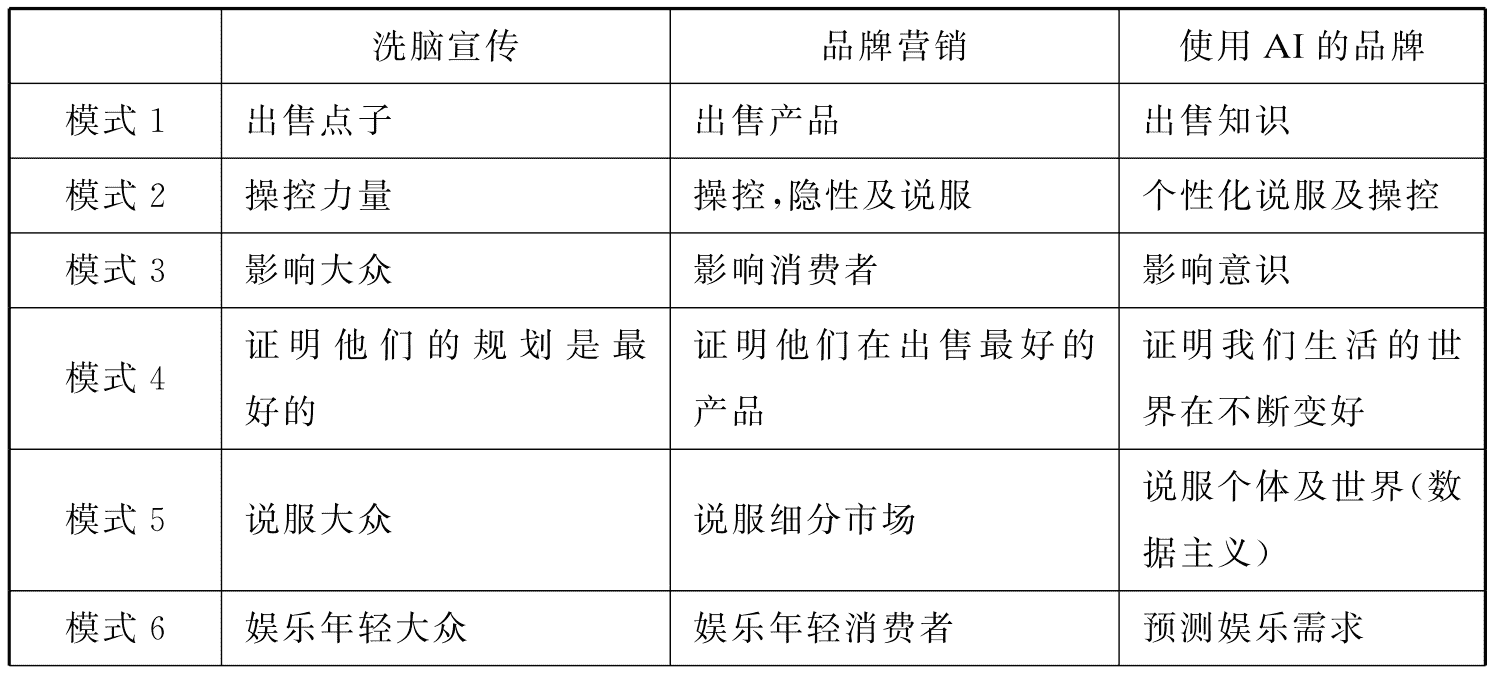 洗脑宣传 品牌营销 使用 AI 的品牌
模式 1 出售点子 出售产品 出售知识
模式 2 操控力量 操控,隐性及说服 个性化说服及操控
模式 3 影响大众 影响消费者 影响意识
模式 4 证明他们的规划是最
好的 证明他们在出售最好的
产品 证明我们生活的世
界在不断变好
模式 5 说服大众 说服细分市场 说服个体及世界(数
据主义)
模式 6 娱乐年轻大众 娱乐年轻消费者 预测娱乐需求